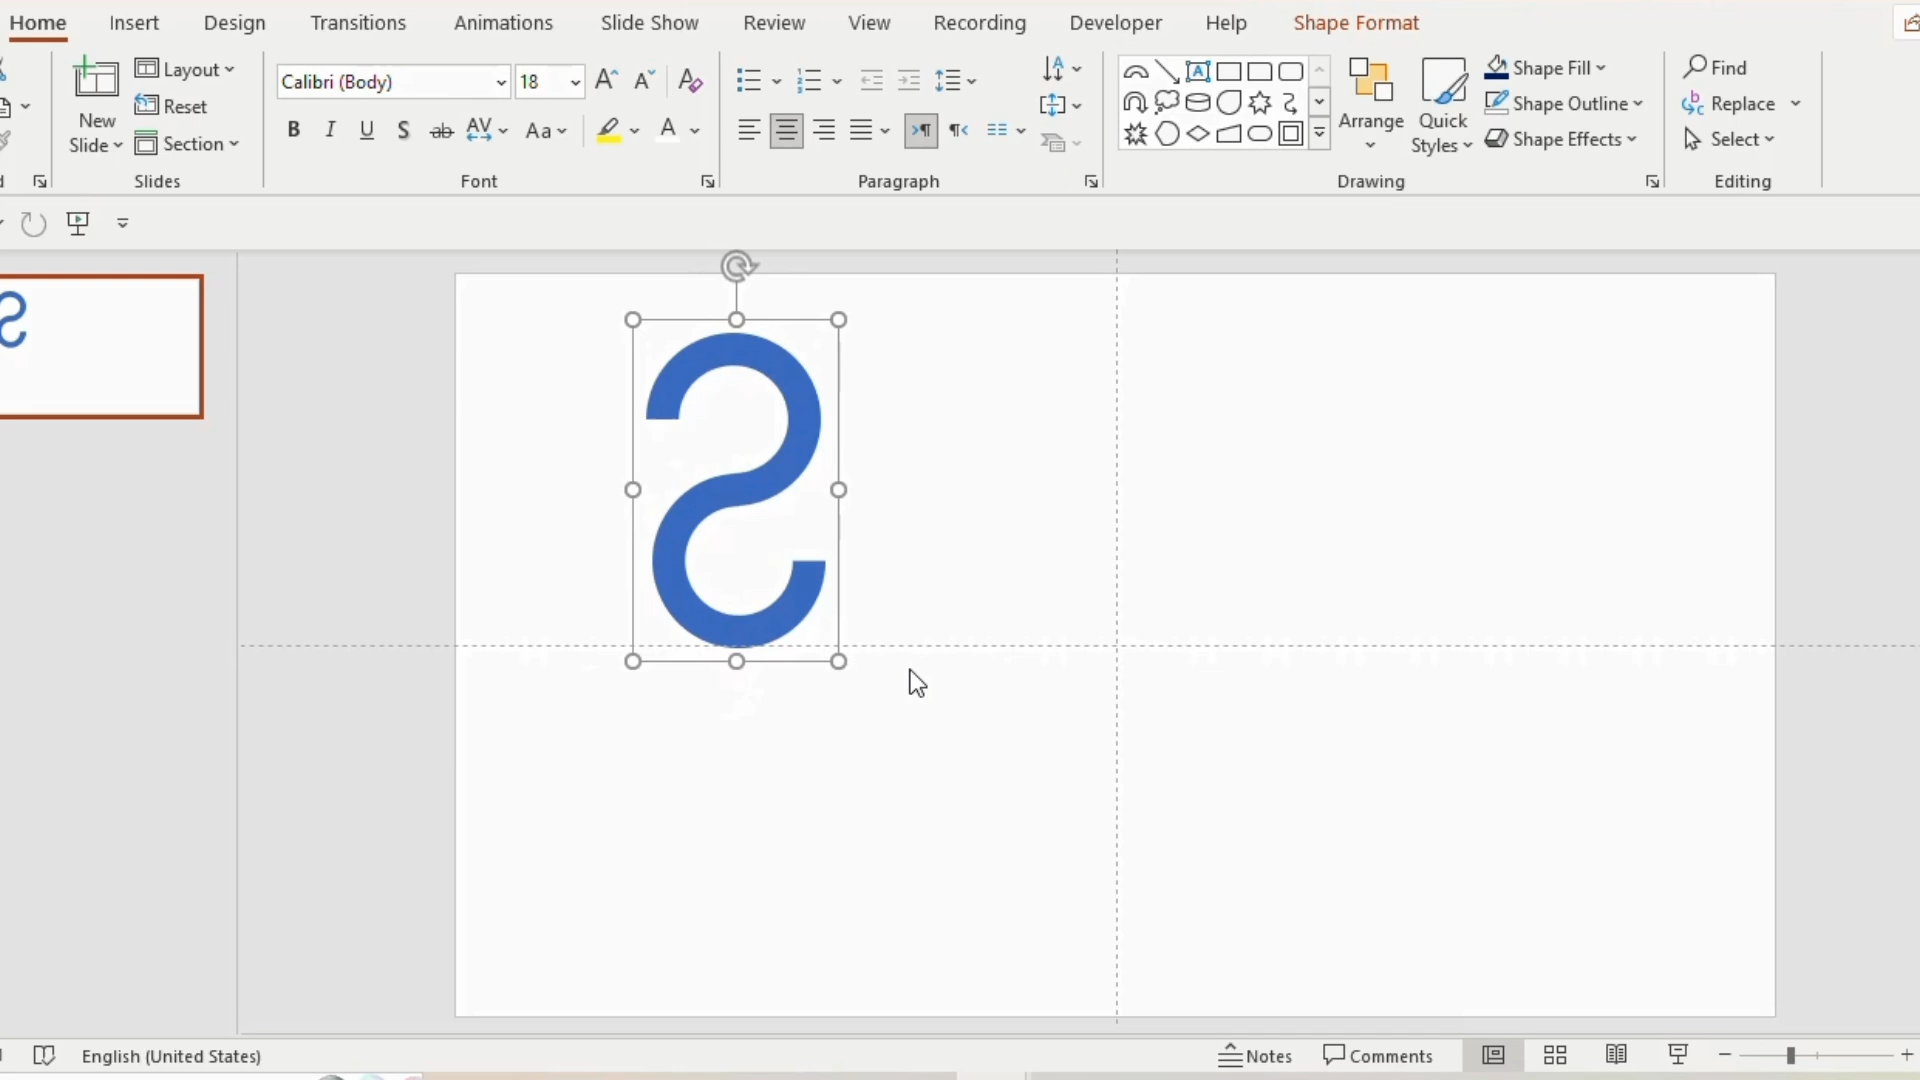 Home Insert Design Transitions Animations Slide Show Review View Recording Developer Help Shape Format
Layout
Reset
Section
New
Slide
Slides
Calibri (Body) 18
Font
Paragraph
Arrange
Quick
Styles
Shape Fill
Shape Outline
Shape Effects
Drawing
Find
Replace
Select
Editing
English (United States)
Notes
Comments